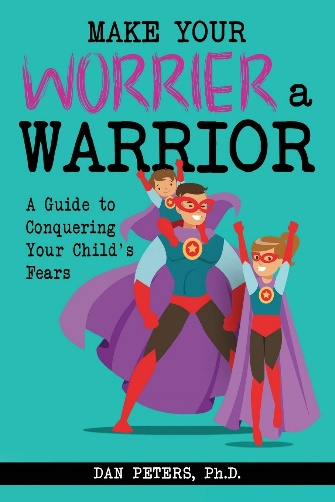 MAKE YOUR
WORRIER a
WARRIOR
A Guide to
Conquering
Your Child's
Fears
DAN PETERS, Ph.D.